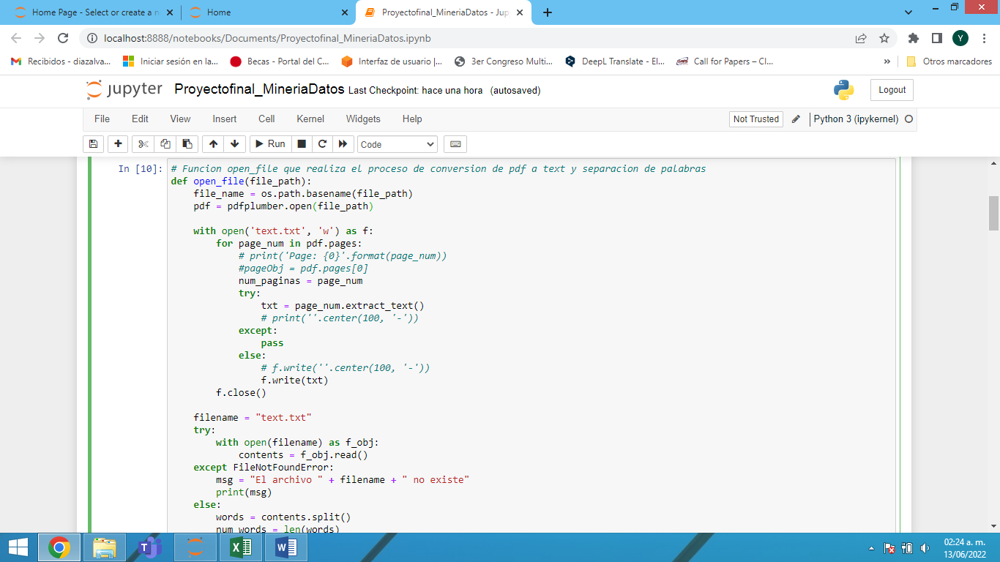 Home Page - Select or create a n
Home
Proyectofinal_MineriaDatos - Jup
localhost:8888/notebooks/Documents/Proyectofinal_MineriaDatos.ipynb
Y
Recibidos - diazalva...
Iniciar sesión en la...
Becas - Portal del C...
Interfaz de usuario |...
3er Congreso Multi...
DeepL Translate - El...
Call for Papers – Cl...
»
Otros marcadores
jupyter Proyectofinal_MineriaDatos Last Checkpoint: hace una hora (autosaved)
Logout
File Edit View Insert Cell Kernel Widgets Help
Not Trusted
Python 3 (ipykernel)
Run
Code
In [10]:
# Funcion open_file que realiza el proceso de conversion de pdf a text y separacion de palabras
def open_file(file_path):
    file_name = os.path.basename(file_path)
    pdf = pdfplumber.open(file_path)
    with open('text.txt', 'w') as f:
        for page_num in pdf.pages:
            # print('Page: {0}'.format(page_num))
            #pageObj = pdf.pages[0]
            num_paginas = page_num
            try:
                txt = page_num.extract_text()
                # print(''.center(100, '-'))
            except:
                pass
            else:
                # f.write(''.center(100, '-'))
                f.write(txt)
        f.close()
    filename = "text.txt"
    try:
        with open(filename) as f_obj:
            contents = f_obj.read()
    except FileNotFoundError:
        msg = "El archivo " + filename + " no existe"
        print(msg)
    else:
        words = contents.split()
        num_words = len(words)
02:24 a. m.
13/06/2022